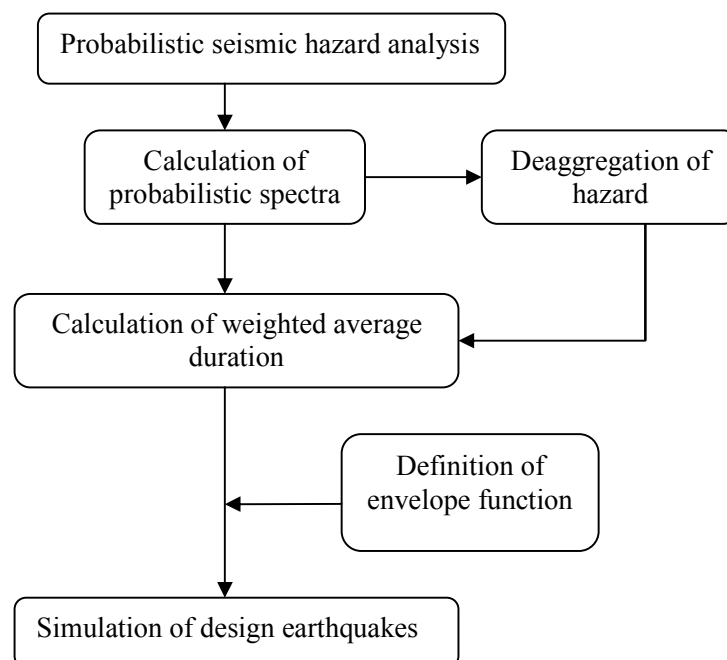 Probabilistic seismic hazard analysis
Calculation of
probabilistic spectra
Deaggregation of
hazard
Calculation of weighted average
duration
Definition of
envelope function
Simulation of design earthquakes